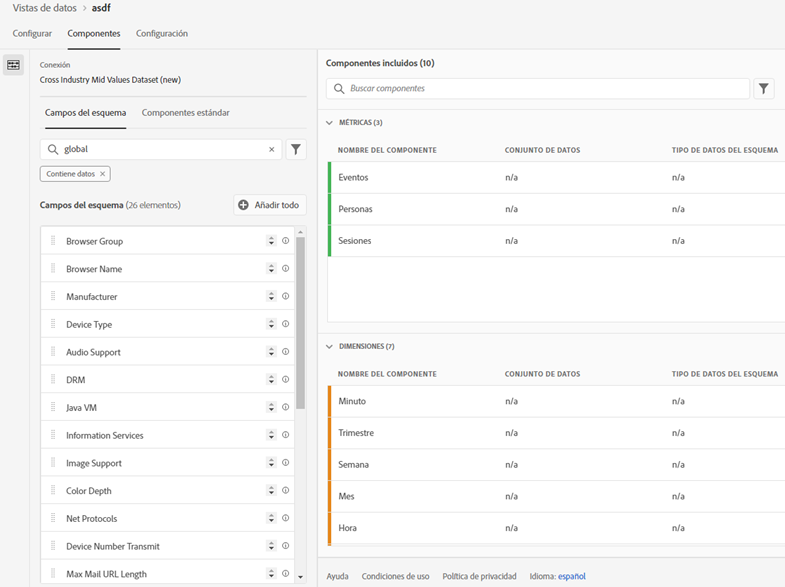 Vistas de datos > asdf
Configurar Componentes Configuración
Conexión
Cross Industry Mid Values Dataset (new)
Campos del esquema Componentes estándar
global
Contiene datos
Campos del esquema (26 elementos) Añadir todo
Browser Group
Browser Name
Manufacturer
Device Type
Audio Support
DRM
Java VM
Information Services
Image Support
Color Depth
Net Protocols
Device Number Transmit
Max Mail URL Length
Componentes incluidos (10)
Buscar componentes
MÉTRICAS (3)
NOMBRE DEL COMPONENTE CONJUNTO DE DATOS TIPO DE DATOS DEL ESQUEMA
Eventos n/a n/a
Personas n/a n/a
Sesiones n/a n/a
DIMENSIONES (7)
NOMBRE DEL COMPONENTE CONJUNTO DE DATOS TIPO DE DATOS DEL ESQUEMA
Minuto n/a n/a
Trimestre n/a n/a
Semana n/a n/a
Mes n/a n/a
Hora n/a n/a
Ayuda Condiciones de uso Política de privacidad Idioma: español